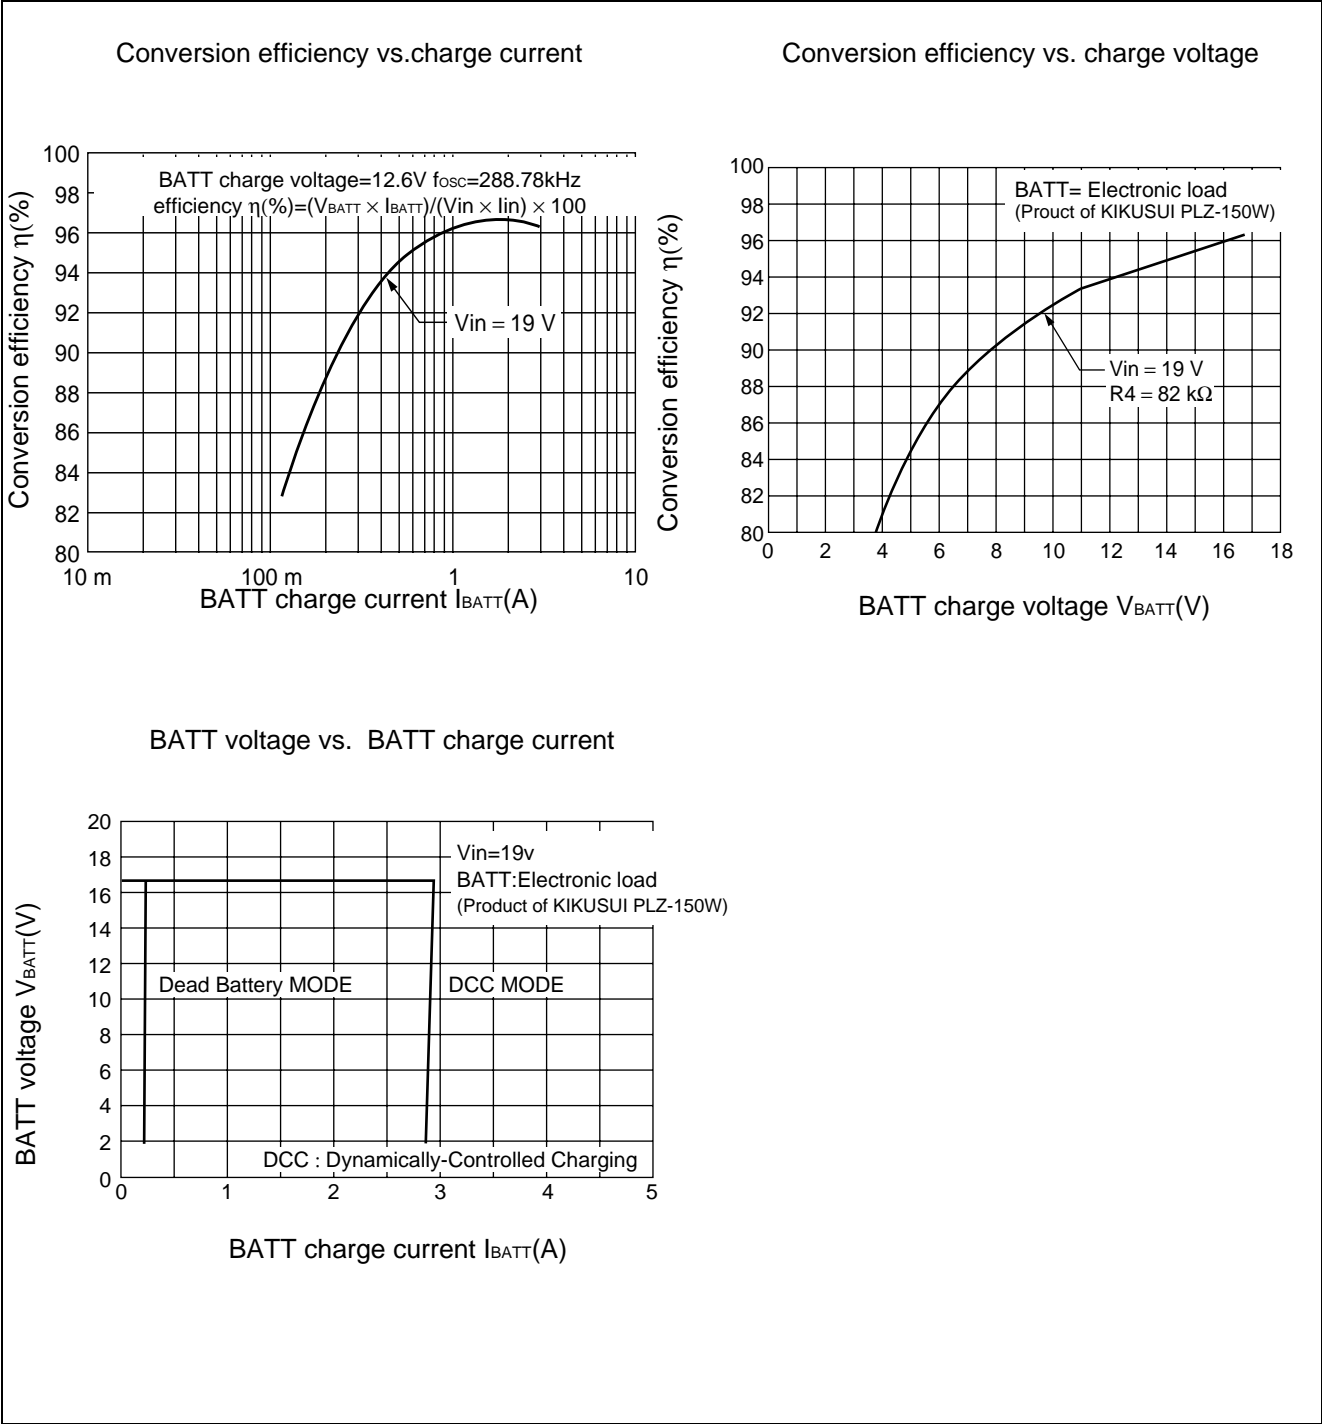 Conversion efficiency vs.charge current
100
98
96
94
92
90
88
86
84
82
80
Conversion efficiency η(%)
BATT charge voltage=12.6V fOSC=288.78kHz
efficiency η(%)=(VBATT × IBATT)/(Vin × Iin) × 100
Vin = 19 V
10 m
100 m
1
10
BATT charge current IBATT(A)
Conversion efficiency vs. charge voltage
100
98
96
94
92
90
88
86
84
82
80
Conversion efficiency η(%)
BATT= Electronic load
(Prouct of KIKUSUI PLZ-150W)
Vin = 19 V
R4 = 82 kΩ
0 2 4 6 8 10 12 14 16 18
BATT charge voltage VBATT(V)
BATT voltage vs. BATT charge current
20
18
16
14
12
10
8
6
4
2
0
BATT voltage VBATT(V)
Vin=19v
BATT:Electronic load
(Product of KIKUSUI PLZ-150W)
Dead Battery MODE
DCC MODE
DCC : Dynamically-Controlled Charging
0 1 2 3 4 5
BATT charge current IBATT(A)